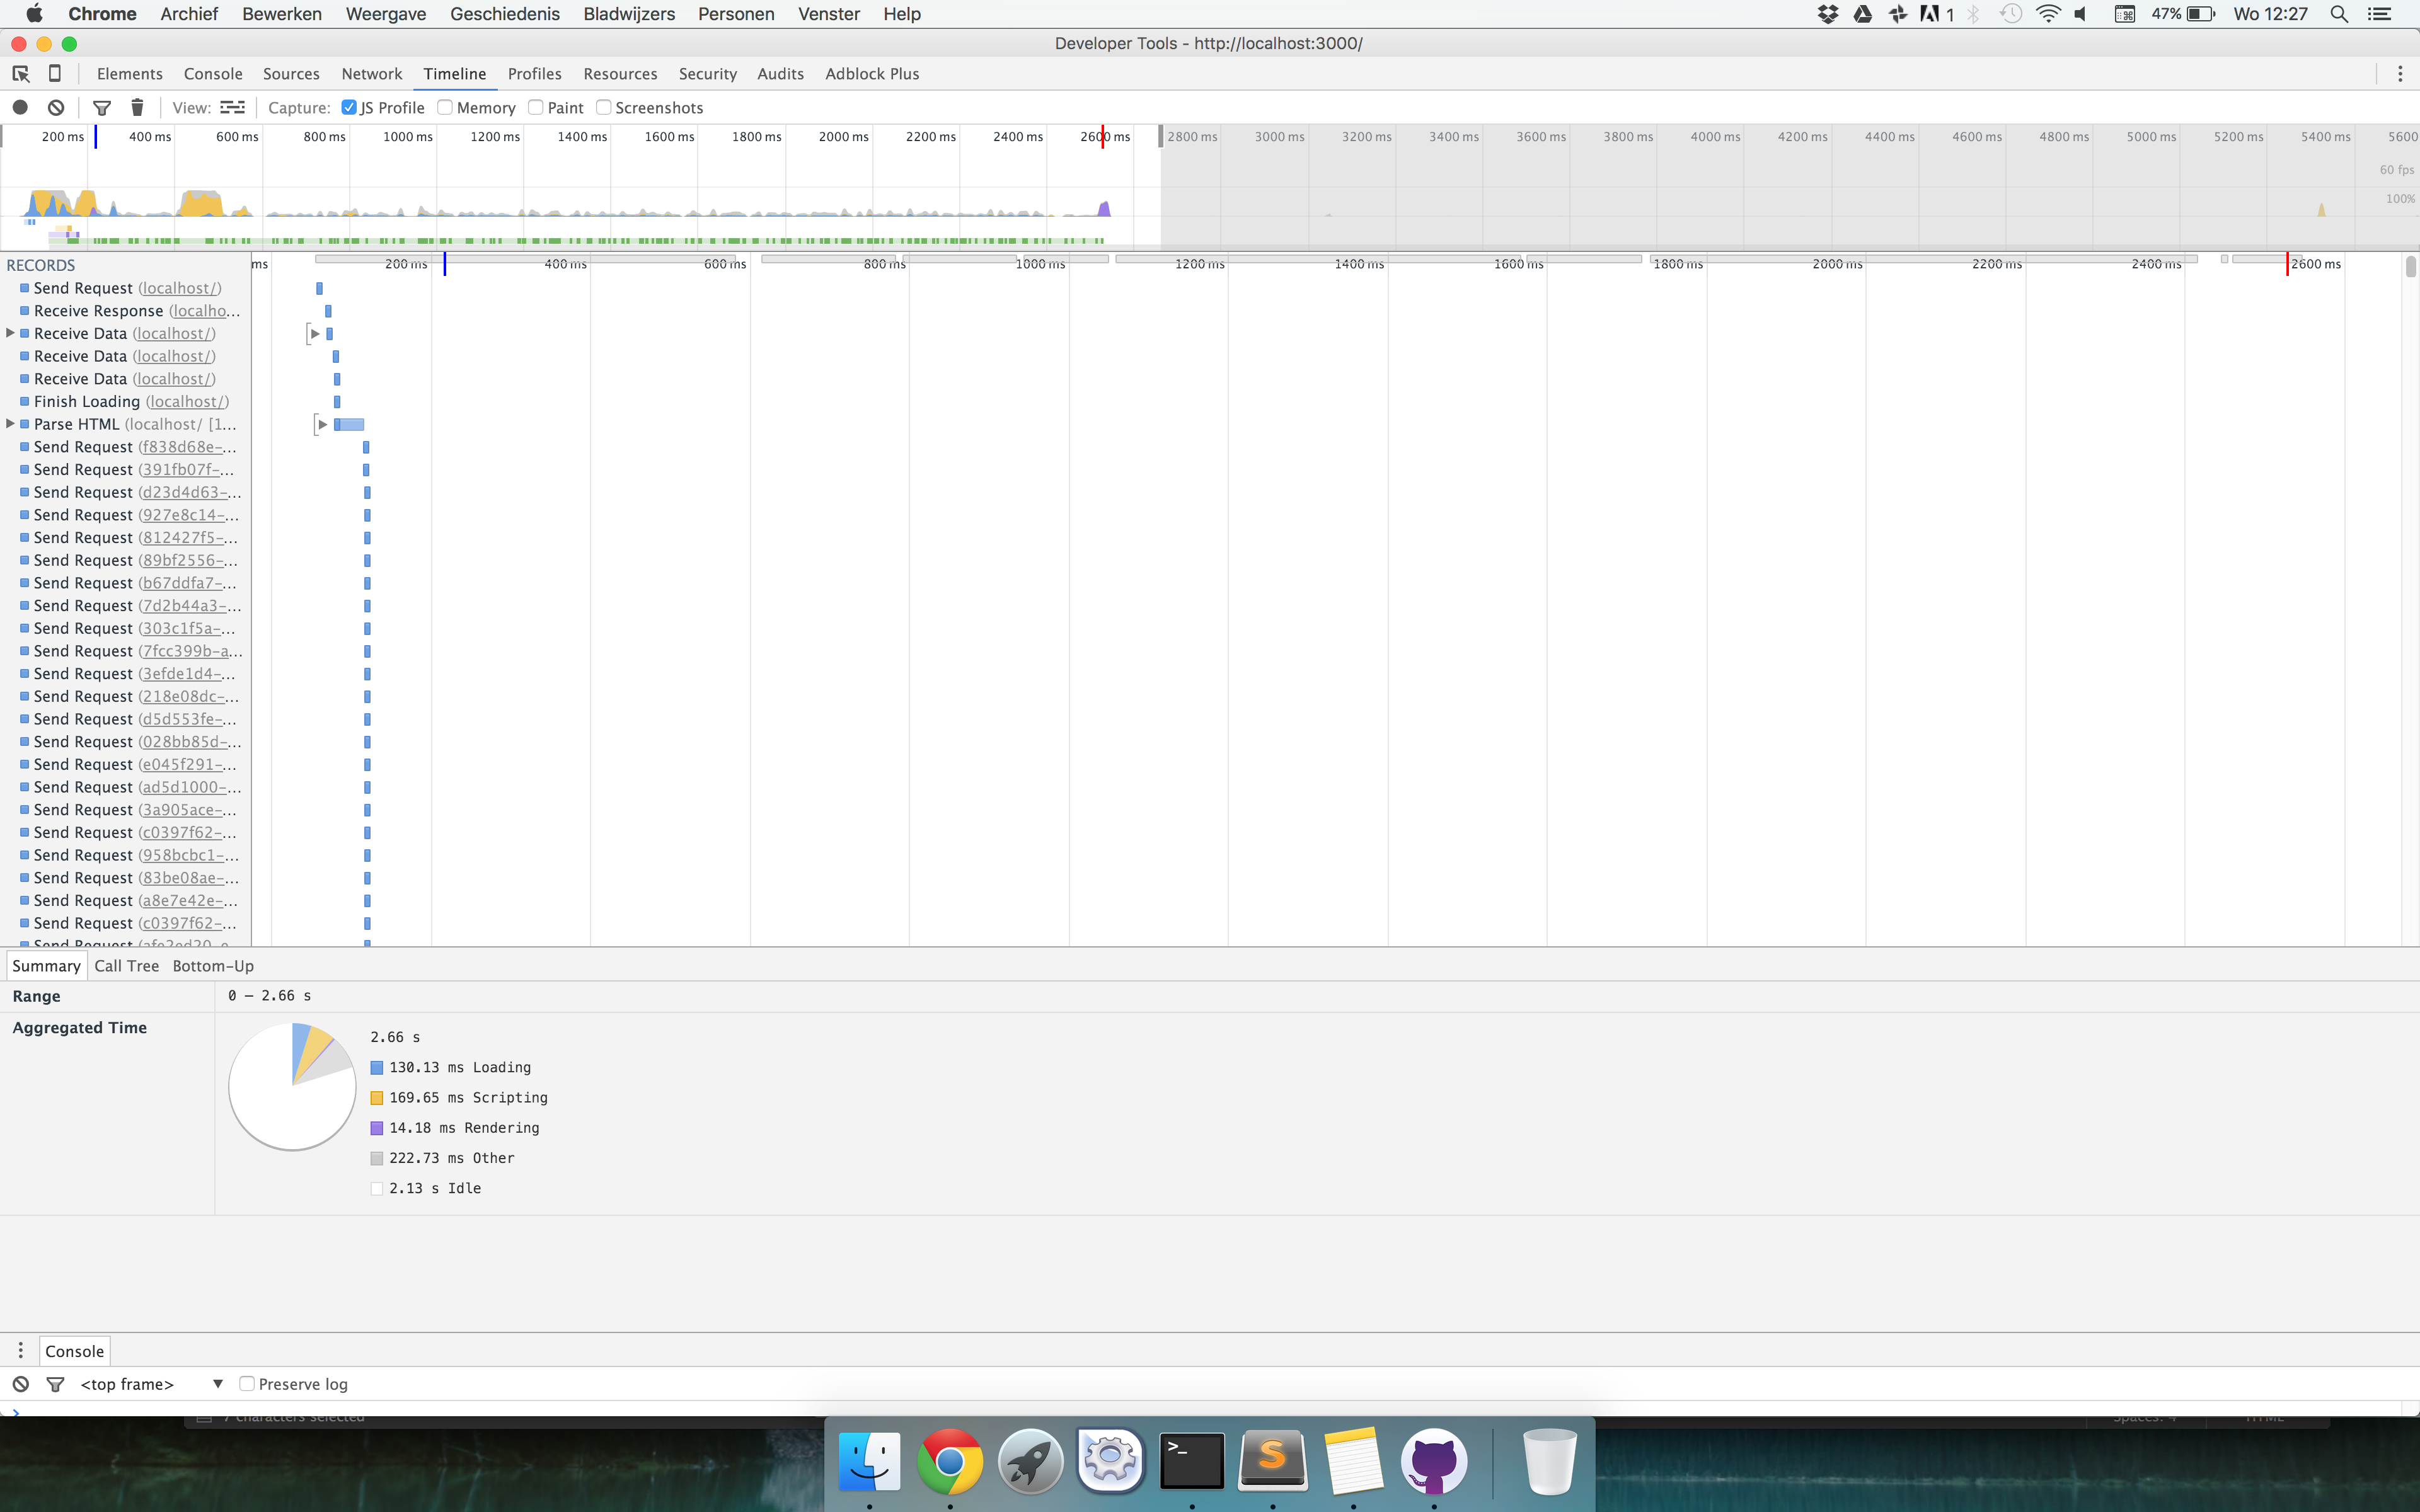 Chrome Archief Bewerken Weergave Geschiedenis Bladwijzers Personen Venster Help 1 47% Wo 12:27
Developer Tools - http://localhost:3000/
Elements Console Sources Network Timeline Profiles Resources Security Audits Adblock Plus
View: Capture: JS Profile Memory Paint Screenshots
200 ms 400 ms 600 ms 800 ms 1000 ms 1200 ms 1400 ms 1600 ms 1800 ms 2000 ms 2200 ms 2400 ms 2600 ms 2800 ms 3000 ms 3200 ms 3400 ms 3600 ms 3800 ms 4000 ms 4200 ms 4400 ms 4600 ms 4800 ms 5000 ms 5200 ms 5400 ms 5600
60 fps
100%
RECORDS ms 200 ms 400 ms 600 ms 800 ms 1000 ms 1200 ms 1400 ms 1600 ms 1800 ms 2000 ms 2200 ms 2400 ms 2600 ms
Send Request (localhost/)
Receive Response (localho...
Receive Data (localhost/)
Receive Data (localhost/)
Receive Data (localhost/)
Finish Loading (localhost/)
Parse HTML (localhost/ [1...
Send Request (f838d68e-...
Send Request (391fb07f-...
Send Request (d23d4d63-...
Send Request (927e8c14-...
Send Request (812427f5-...
Send Request (89bf2556-...
Send Request (b67ddfa7-...
Send Request (7d2b44a3-...
Send Request (303c1f5a-...
Send Request (7fcc399b-a...
Send Request (3efde1d4-...
Send Request (218e08dc-...
Send Request (d5d553fe-...
Send Request (028bb85d-...
Send Request (e045f291-...
Send Request (ad5d1000-...
Send Request (3a905ace-...
Send Request (c0397f62-...
Send Request (958bcbc1-...
Send Request (83be08ae-...
Send Request (a8e7e42e-...
Send Request (c0397f62-...
Send Request
Summary Call Tree Bottom-Up
Range 0 – 2.66 s
Aggregated Time
2.66 s
130.13 ms Loading
169.65 ms Scripting
14.18 ms Rendering
222.73 ms Other
2.13 s Idle
Console
<top frame> Preserve log
7 characters selected Spaces: 4 HTML